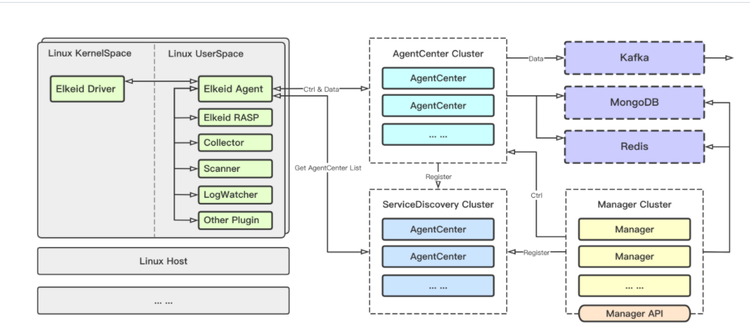 Linux KernelSpace
Linux UserSpace
Elkeid Driver
Elkeid Agent
Elkeid RASP
Collector
Scanner
LogWatcher
Other Plugin
Linux Host
... ...
Ctrl & Data
Get AgentCenter List
AgentCenter Cluster
AgentCenter
AgentCenter
... ...
Register
ServiceDiscovery Cluster
AgentCenter
AgentCenter
... ...
Data
Kafka
MongoDB
Redis
Ctrl
Register
Manager Cluster
Manager
Manager
... ...
Manager API